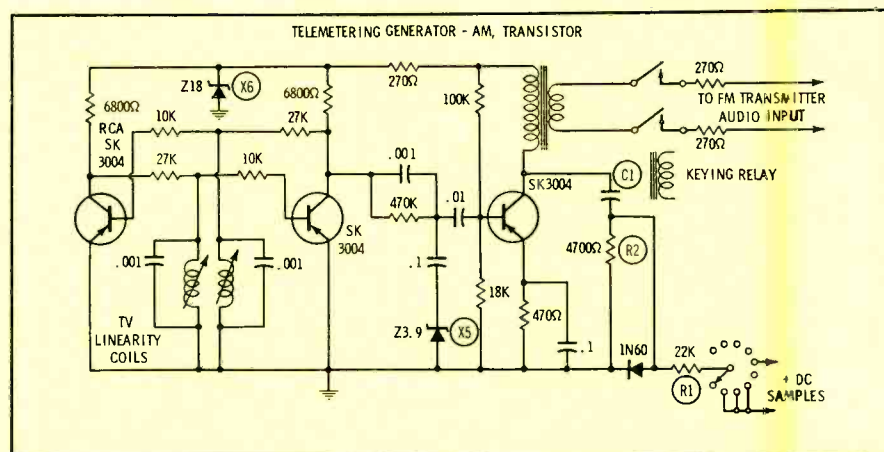 TELEMETERING GENERATOR - AM, TRANSISTOR
Z18
X6
6800Ω
270Ω
270Ω
6800Ω
100K
TO FM TRANSMITTER
AUDIO INPUT
10K
27K
RCA
SK
3004
270Ω
27K
10K
.001
SK3004
C1
KEYING RELAY
470K
.01
SK
3004
4700Ω
R2
.001
.001
.1
18K
470Ω
TV
LINEARITY
COILS
Z3.9
X5
.1
1N60
22K
R1
+ DC
SAMPLES